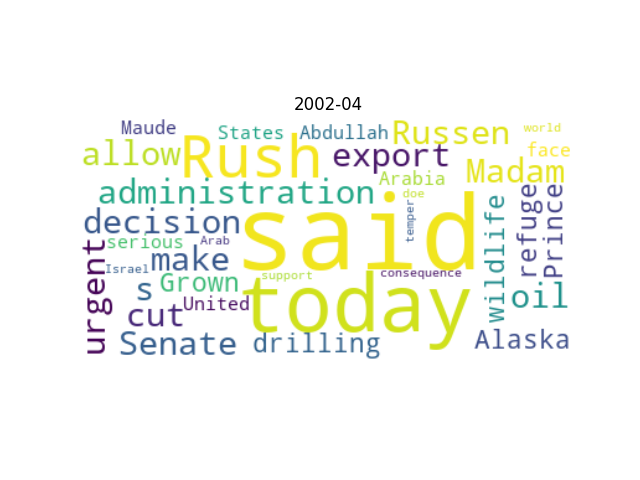 2002-04
Maude States Abdullah Russen world
allow Rush export face
Arabia Madam
administration said doe
decision temper wildlife refuge Prince
serious Arab
urgent Israel make support consequence
s Grown today oil
cut United
Senate drilling Alaska